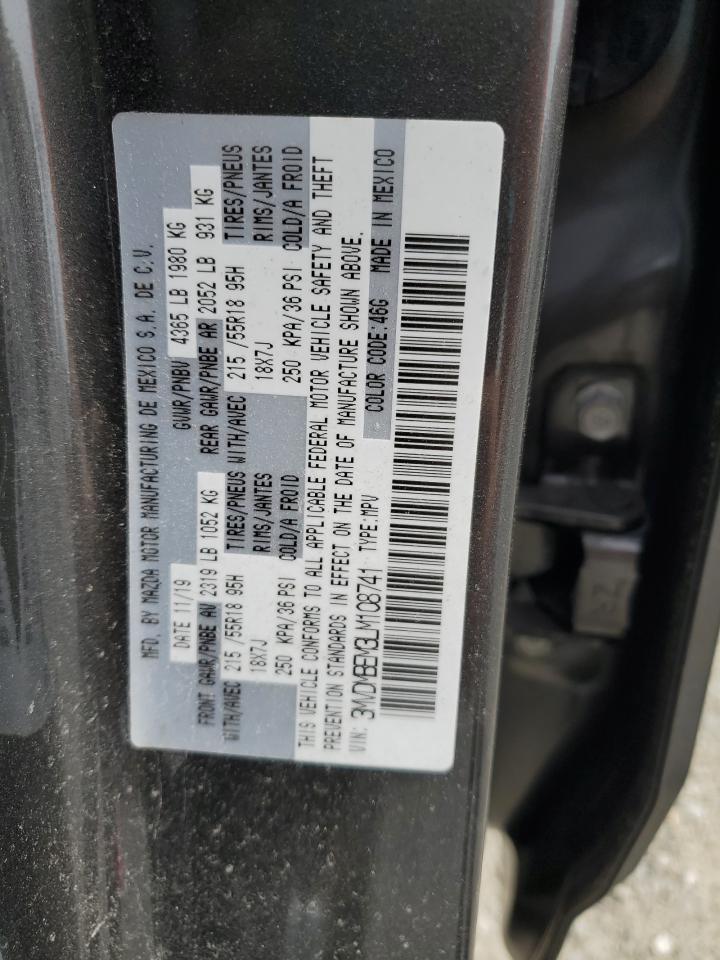 MFD. BY MAZDA MOTOR MANUFACTURING DE MEXICO S.A. DE C.V.
DATE 11/19 GVWR/PNBV 4365 LB 1980 KG
FRONT GAWR/PNBE AV 2319 LB 1052 KG REAR GAWR/PNBE AR 2052 LB 931 KG
WITH/AVEC 215 /55R18 95H TIRES/PNEUS WITH/AVEC 215 /55R18 95H TIRES/PNEUS
18X7J RIMS/JANTES 18X7J RIMS/JANTES
250 KPA/36 PSI COLD/A FROID 250 KPA/36 PSI COLD/A FROID
THIS VEHICLE CONFORMS TO ALL APPLICABLE FEDERAL MOTOR VEHICLE SAFETY AND THEFT
PREVENTION STANDARDS IN EFFECT ON THE DATE OF MANUFACTURE SHOWN ABOVE.
VIN: 3MVDMBEM3LM108741 TYPE:MPV COLOR CODE:46G MADE IN MEXICO